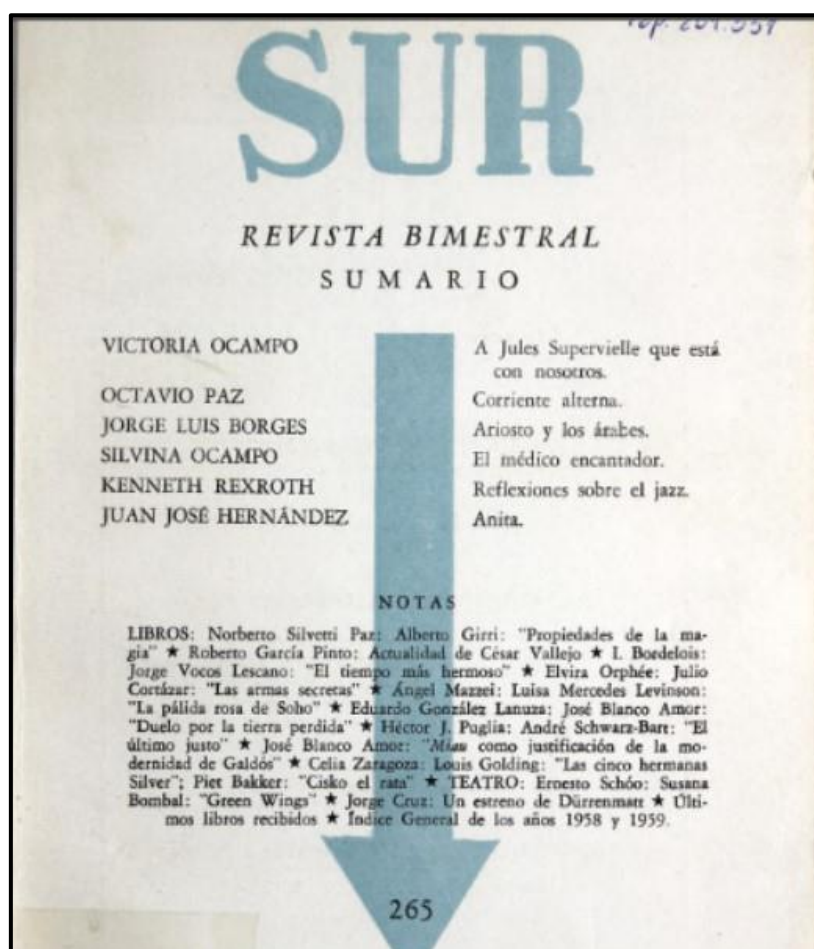 Top. 261.559
SUR
REVISTA BIMESTRAL
SUMARIO
VICTORIA OCAMPO A Jules Supervielle que está
con nosotros.
OCTAVIO PAZ Corriente alterna.
JORGE LUIS BORGES Ariosto y los árabes.
SILVINA OCAMPO El médico encantador.
KENNETH REXROTH Reflexiones sobre el jazz.
JUAN JOSÉ HERNÁNDEZ Anita.
NOTAS
LIBROS: Norberto Silvetti Paz: Alberto Girri: "Propiedades de la ma-
gia" ★ Roberto García Pinto: Actualidad de César Vallejo ★ I. Bordelois:
Jorge Vocos Lescano: "El tiempo más hermoso" ★ Elvira Orphée: Julio
Cortázar: "Las armas secretas" ★ Ángel Mazzei: Luisa Mercedes Levinson:
"La pálida rosa de Soho" ★ Eduardo González Lanuza: José Blanco Amor:
"Duelo por la tierra perdida" ★ Héctor J. Puglia: André Schwarz-Bart: "El
último justo" ★ José Blanco Amor: "Miau como justificación de la mo-
dernidad de Galdós" ★ Celia Zaragoza: Louis Golding: "Las cinco hermanas
Silver"; Piet Bakker: "Cisko el rata" ★ TEATRO: Ernesto Schóo: Susana
Bombal: "Green Wings" ★ Jorge Cruz: Un estreno de Dürrenmatt ★ Últi-
mos libros recibidos ★ Índice General de los años 1958 y 1959.
265